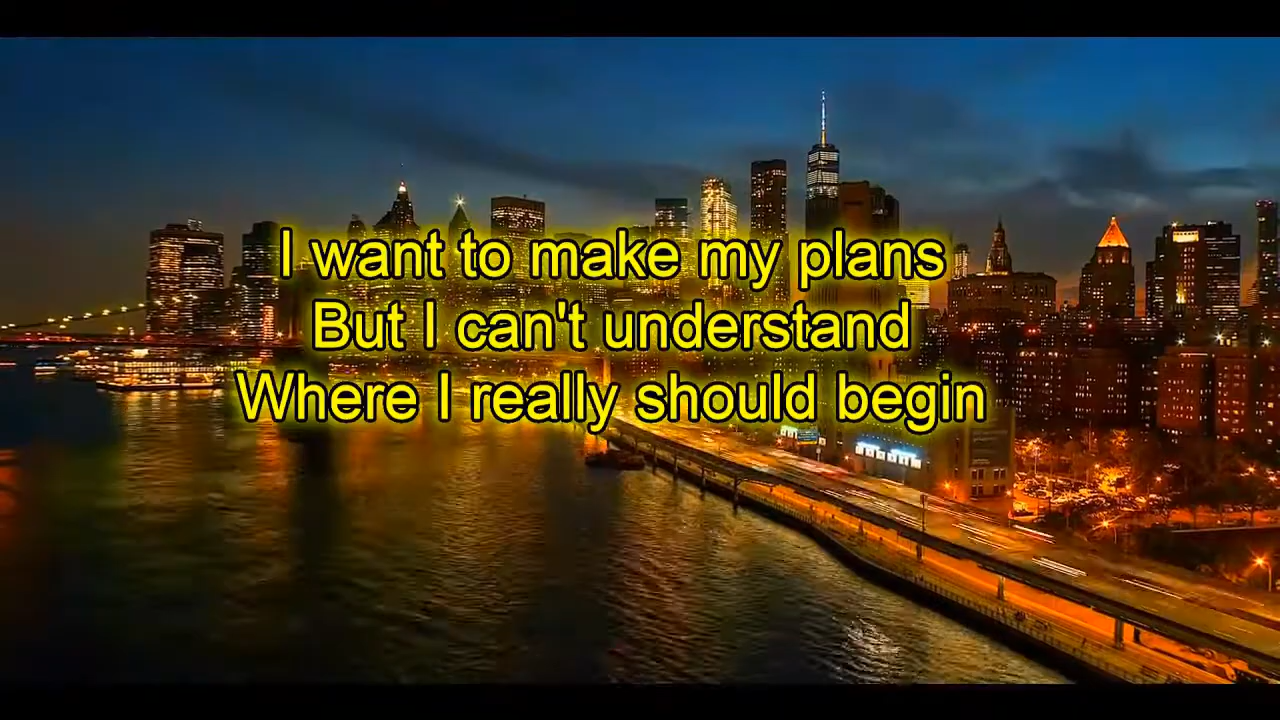 I want to make my plans
But I can't understand
Where I really should begin